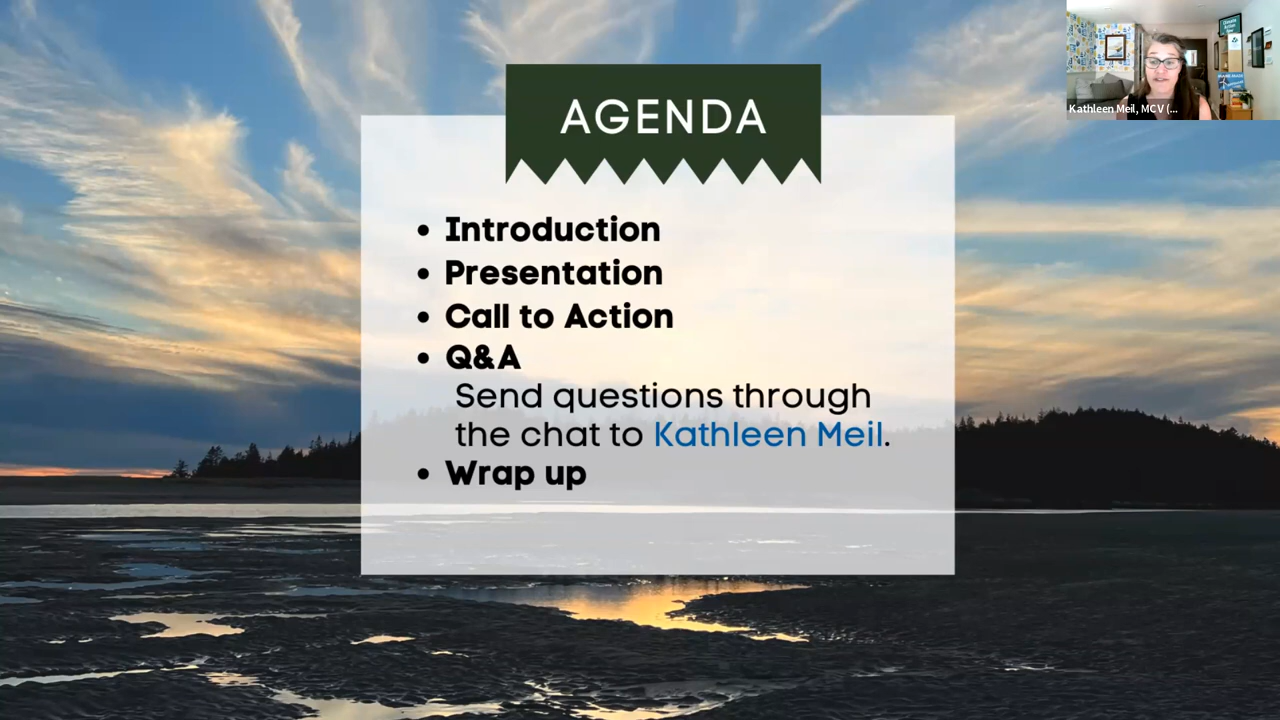 AGENDA
Kathleen Meil, MCV (...
• Introduction
• Presentation
• Call to Action
• Q&A
Send questions through
the chat to Kathleen Meil.
• Wrap up